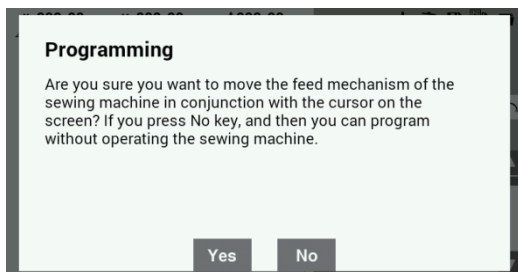 Programming
Are you sure you want to move the feed mechanism of the
sewing machine in conjunction with the cursor on the
screen? If you press No key, and then you can program
without operating the sewing machine.
Yes
No